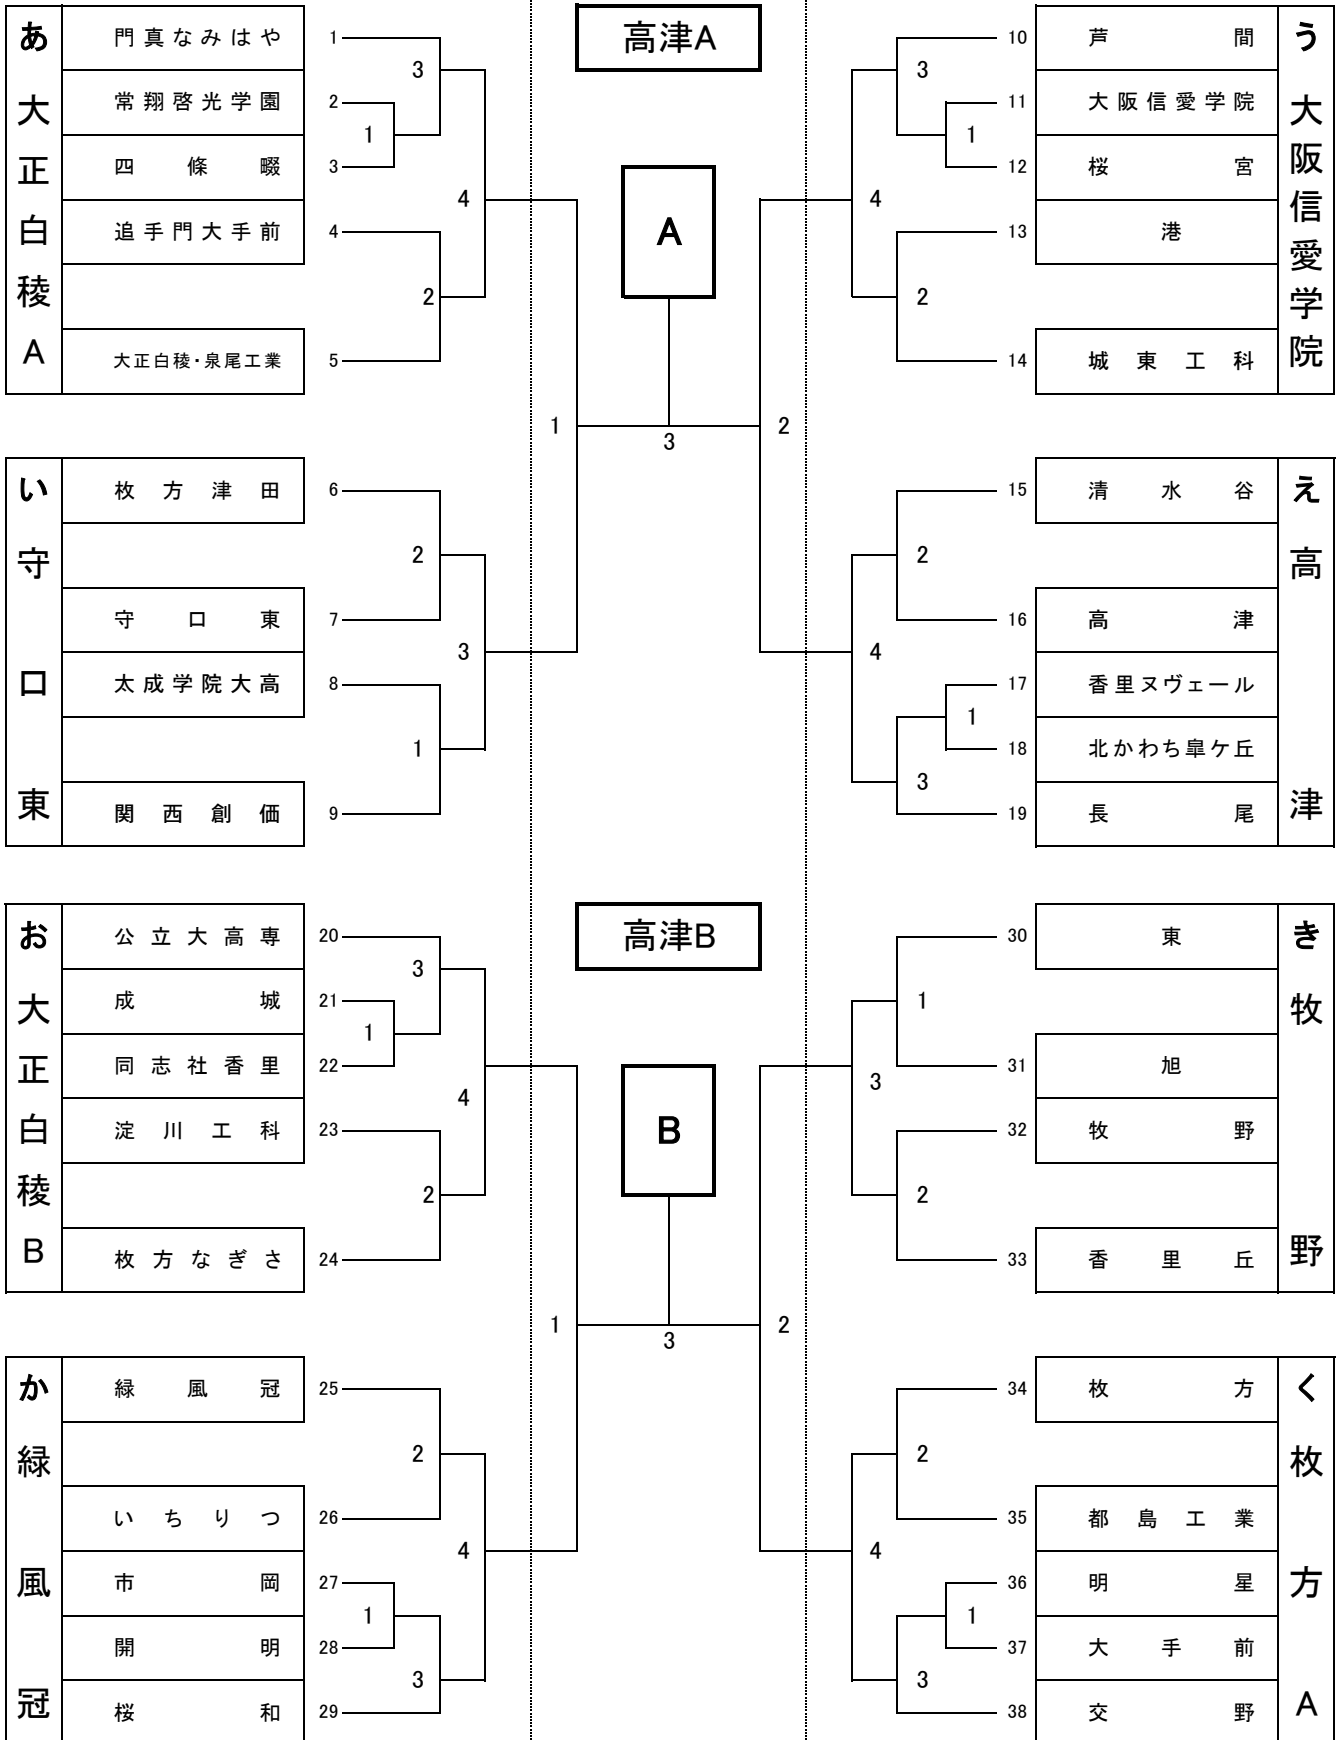 高津A
あ 大正白稜A
門真なみはや 1
常翔啓光学園 2
四條畷 3
追手門大手前 4
大正白稜・泉尾工業 5
3
1
4
2
い 守口東
枚方津田 6
守口東 7
太成学院大高 8
関西創価 9
2
3
1
1
A
3
2
う 大阪信愛学院
10 芦間
11 大阪信愛学院
12 桜宮
13 港
14 城東工科
3
1
4
2
え 高津
15 清水谷
16 高津
17 香里ヌヴェール
18 北かわち皐ケ丘
19 長尾
2
4
1
3
高津B
お 大正白稜B
公立大高専 20
成城 21
同志社香里 22
淀川工科 23
枚方なぎさ 24
3
1
4
2
か 緑風冠
緑風冠 25
いちりつ 26
市岡 27
開明 28
桜和 29
2
4
1
3
1
B
3
2
き 牧野
30 東
31 旭
32 牧野
33 香里丘
1
3
2
く 枚方A
34 枚方
35 都島工業
36 明星
37 大手前
38 交野
2
4
1
3